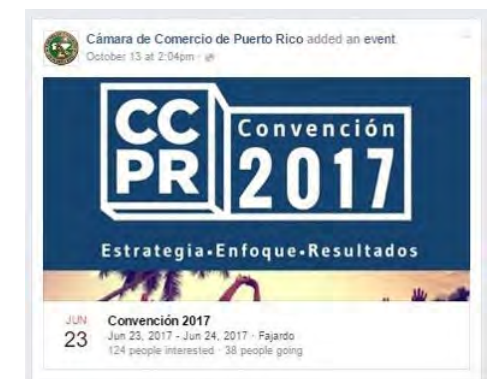 Cámara de Comercio de Puerto Rico added an event
October 13 at 2:04pm ·
CC
PR
Convención
2017
Estrategia•Enfoque•Resultados
JUN
23
Convención 2017
Jun 23, 2017 - Jun 24, 2017 · Fajardo
124 people interested · 38 people going